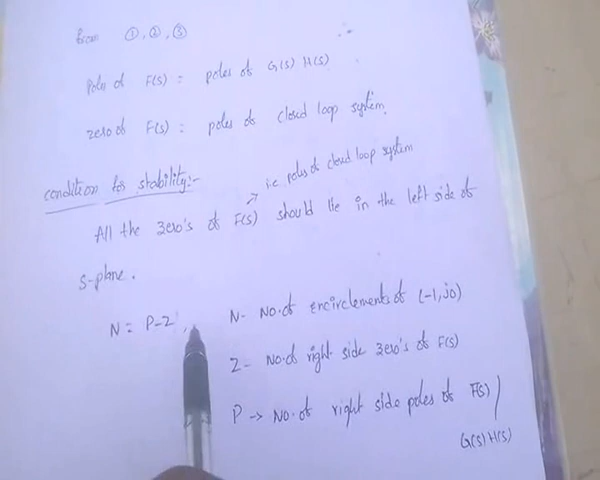 from ①, ②, ③
Poles of F(s) = poles of G(s) H(s)
zero of F(s) = poles of closed loop system.
condition for stability:-
i.e poles of closed loop system
All the zero's of F(s) should lie in the left side of
s-plane.
N = P-Z,
N- No. of encirclements of (-1, j0)
Z- No. of right side zero's of F(s)
P → No. of right side poles of F(s)
G(s) H(s)